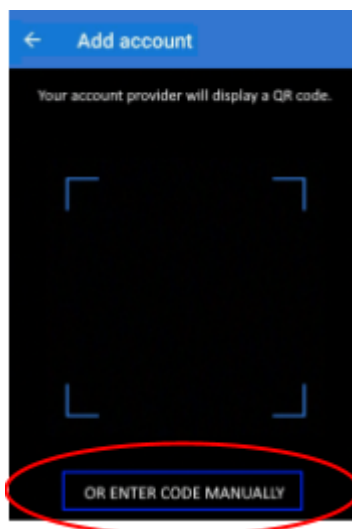 Add account
Your account provider will display a QR code.
OR ENTER CODE MANUALLY